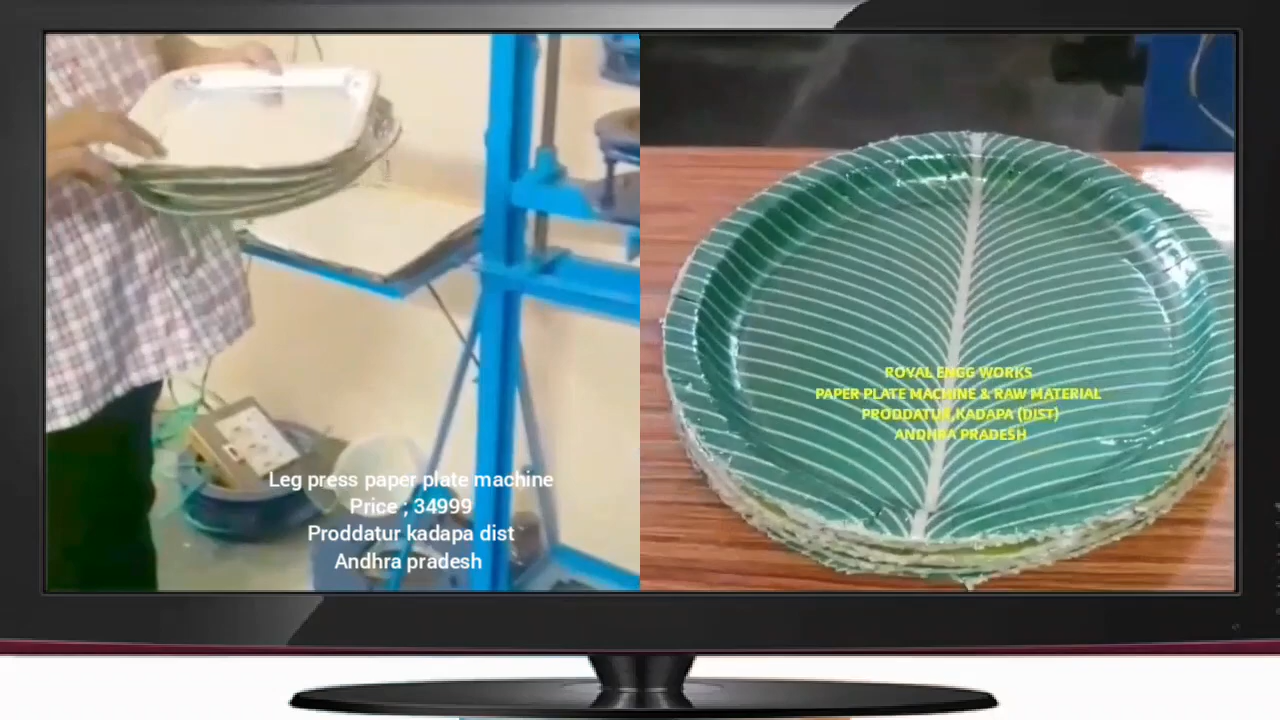 Leg press paper plate machine
Price ; 34999
Proddatur kadapa dist
Andhra pradesh
ROYAL ENGG WORKS
PAPER PLATE MACHINE & RAW MATERIAL
PRODDATUR,KADAPA (DIST)
ANDHRA PRADESH